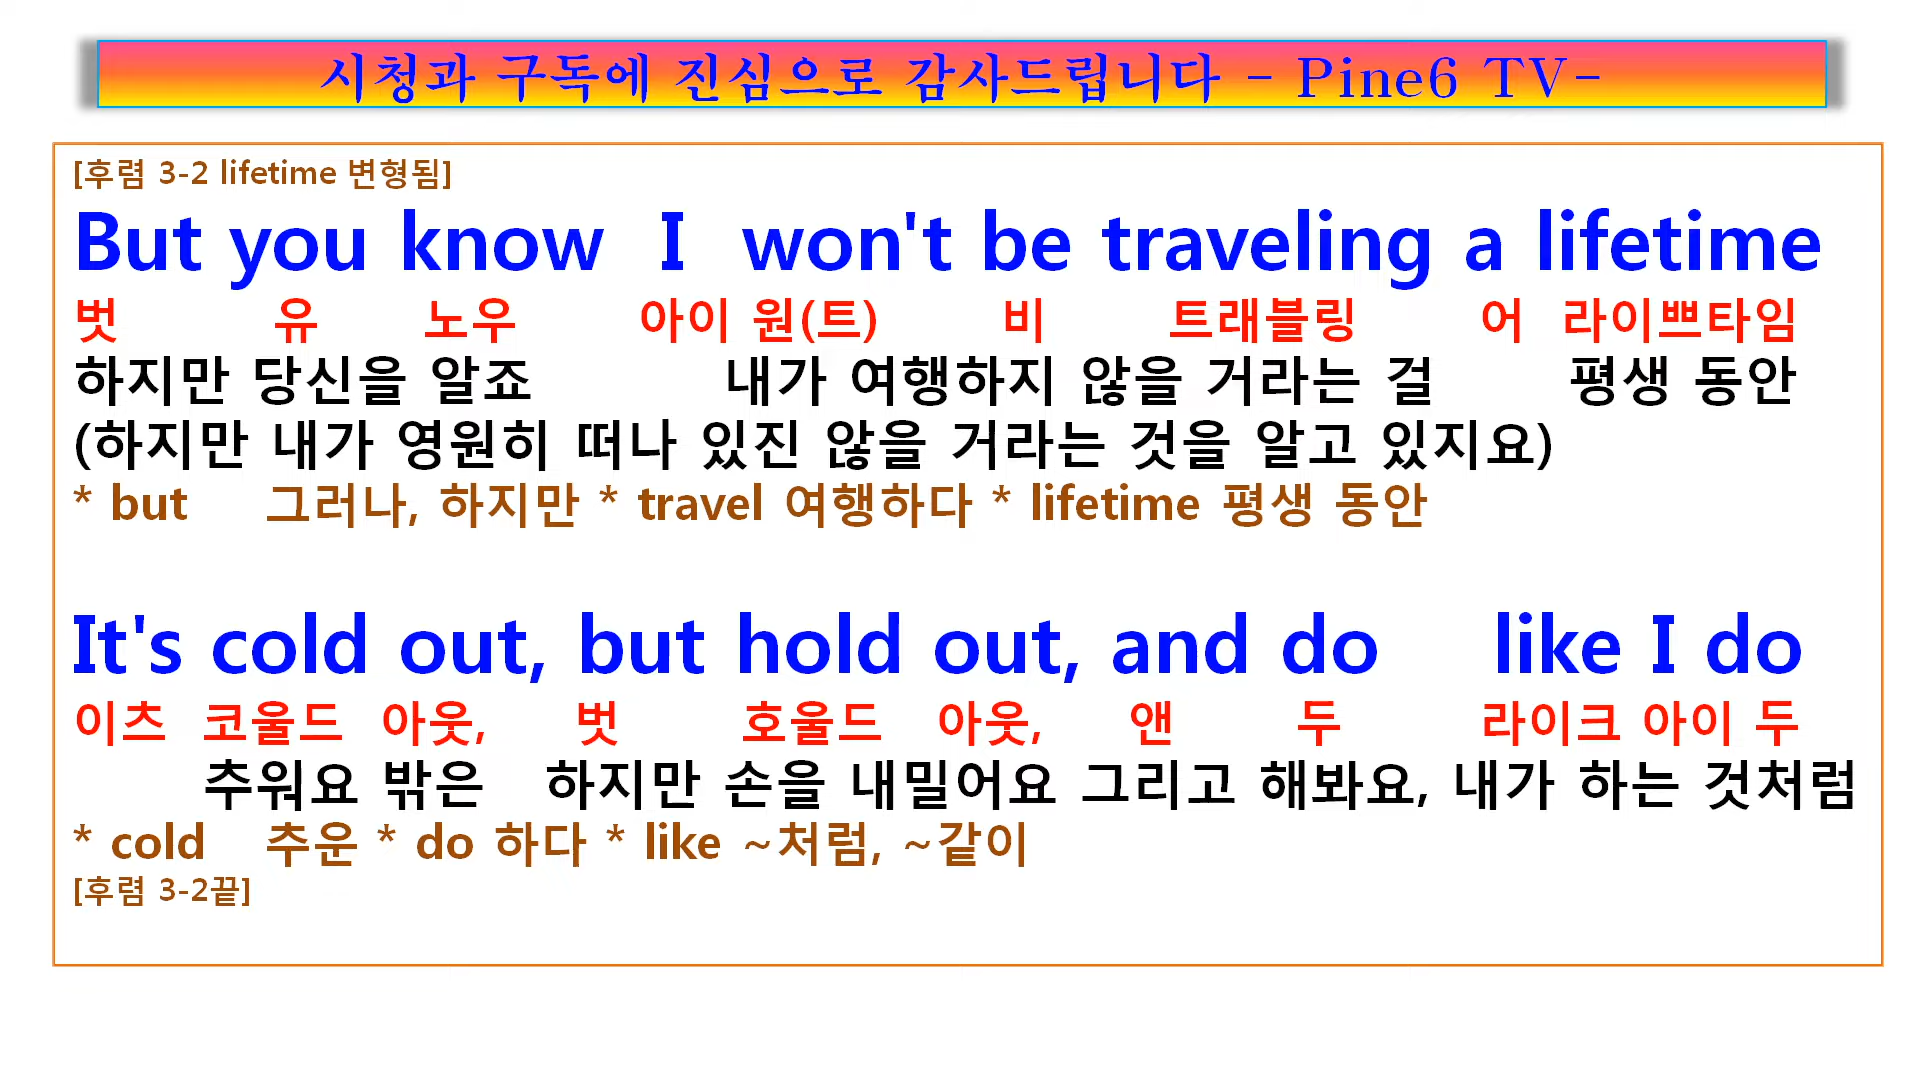 시청과 구독에 진심으로 감사드립니다 - Pine6 TV-
[후렴 3-2 lifetime 변형됨]
But you know I won't be traveling a lifetime
벗 유 노우 아이 원(트) 비 트래블링 어 라이쁘타임
하지만 당신을 알죠 내가 여행하지 않을 거라는 걸 평생 동안
(하지만 내가 영원히 떠나 있진 않을 거라는 것을 알고 있지요)
* but 그러나, 하지만 * travel 여행하다 * lifetime 평생 동안
It's cold out, but hold out, and do like I do
이츠 코울드 아웃, 벗 호울드 아웃, 앤 두 라이크 아이 두
추워요 밖은 하지만 손을 내밀어요 그리고 해봐요, 내가 하는 것처럼
* cold 추운 * do 하다 * like ~처럼, ~같이
[후렴 3-2끝]